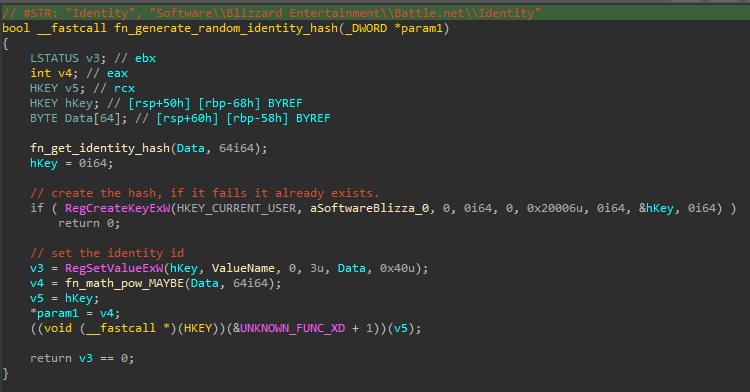 // #STR: "Identity", "Software\\Blizzard Entertainment\\Battle.net\\Identity"
bool __fastcall fn_generate_random_identity_hash(_DWORD *param1)
{
LSTATUS v3; // ebx
int v4; // eax
HKEY v5; // rcx
HKEY hKey; // [rsp+50h] [rbp-68h] BYREF
BYTE Data[64]; // [rsp+60h] [rbp-58h] BYREF
fn_get_identity_hash(Data, 64i64);
hKey = 0i64;
// create the hash, if it fails it already exists.
if ( RegCreateKeyExW(HKEY_CURRENT_USER, aSoftwareBlizza_0, 0, 0i64, 0, 0x20006u, 0i64, &hKey, 0i64) )
return 0;
// set the identity id
v3 = RegSetValueExW(hKey, ValueName, 0, 3u, Data, 0x40u);
v4 = fn_math_pow_MAYBE(Data, 64i64);
v5 = hKey;
*param1 = v4;
((void (__fastcall *)(HKEY))(&UNKNOWN_FUNC_XD + 1))(v5);
return v3 == 0;
}